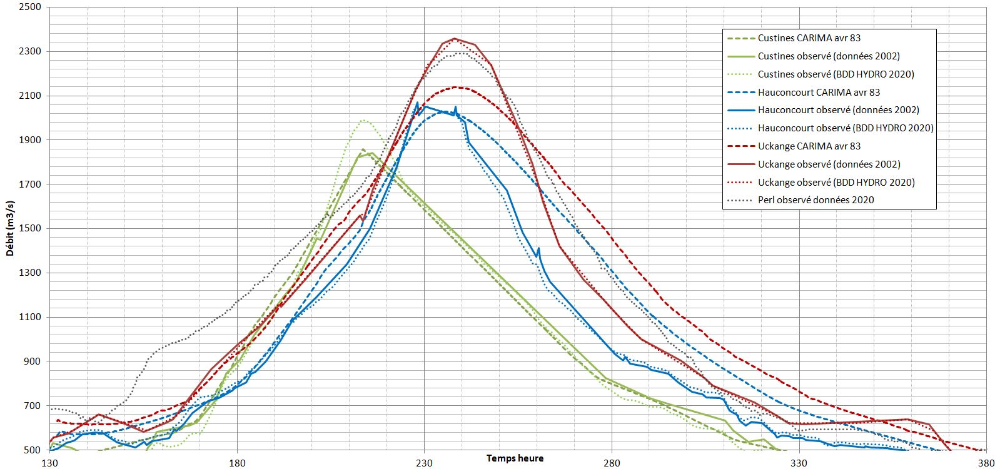 2500
2300
2100
1900
1700
1500
1300
1100
900
700
500
Débit (m3/s)
Custines CARIMA avr 83
Custines observé (données 2002)
Custines observé (BDD HYDRO 2020)
Hauconcourt CARIMA avr 83
Hauconcourt observé (données 2002)
Hauconcourt observé (BDD HYDRO 2020)
Uckange CARIMA avr 83
Uckange observé (données 2002)
Uckange observé (BDD HYDRO 2020)
Perl observé données 2020
130 180 230 280 330 380
Temps heure